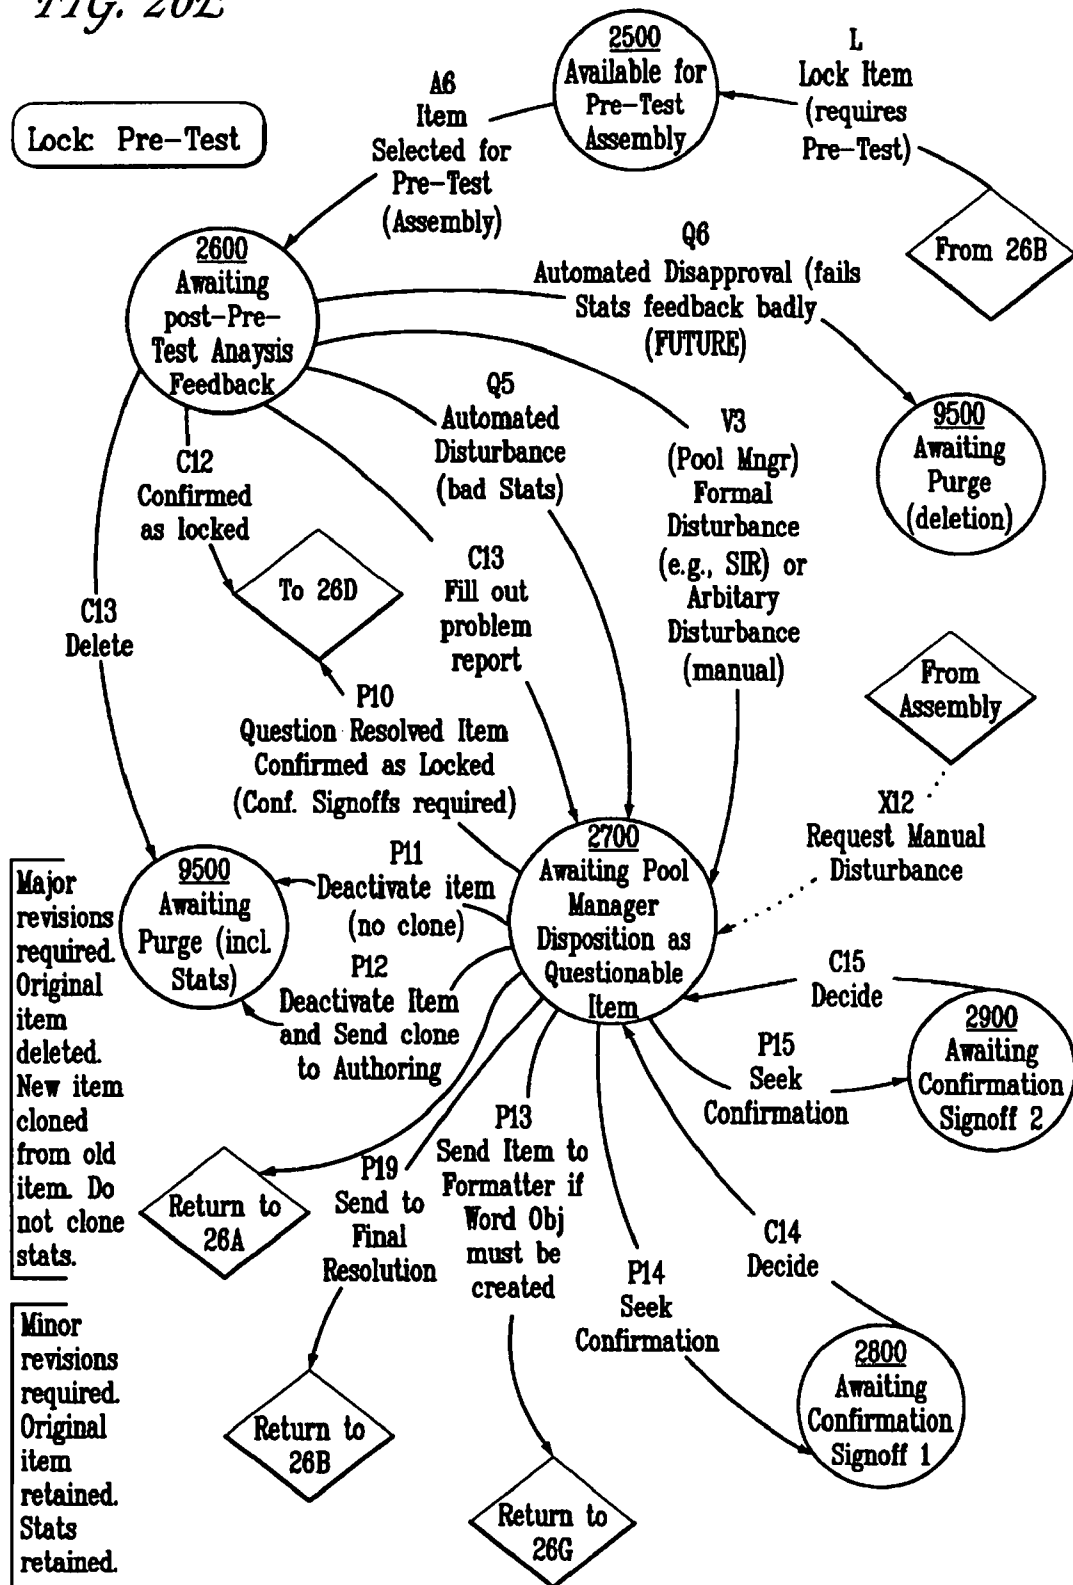 FIG. 26E
2500
Available for
Pre-Test
Assembly
L
Lock Item
(requires
Pre-Test)
From 26B
A6
Item
Selected for
Pre-Test
(Assembly)
Lock: Pre-Test
2600
Awaiting
post-Pre-
Test Anaysis
Feedback
Q6
Automated Disapproval (fails
Stats feedback badly
(FUTURE)
9500
Awaiting
Purge
(deletion)
Q5
Automated
Disturbance
(bad Stats)
V3
(Pool Mngr)
Formal
Disturbance
(e.g., SIR) or
Arbitary
Disturbance
(manual)
C12
Confirmed
as locked
To 26D
C13
Fill out
problem
report
C13
Delete
From
Assembly
P10
Question Resolved Item
Confirmed as Locked
(Conf. Signoffs required)
X12
Request Manual
Disturbance
2700
Awaiting Pool
Manager
Disposition as
Questionable
Item
P11
Deactivate item
(no clone)
9500
Awaiting
Purge (incl.
Stats)
P12
Deactivate Item
and Send clone
to Authoring
Major
revisions
required.
Original
item
deleted.
New item
cloned
from old
item. Do
not clone
stats.
C15
Decide
2900
Awaiting
Confirmation
Signoff 2
P15
Seek
Confirmation
P13
Send Item to
Formatter if
Word Obj
must be
created
P19
Send to
Final
Resolution
Return to
26A
C14
Decide
P14
Seek
Confirmation
2800
Awaiting
Confirmation
Signoff 1
Minor
revisions
required.
Original
item
retained.
Stats
retained.
Return to
26B
Return to
26G